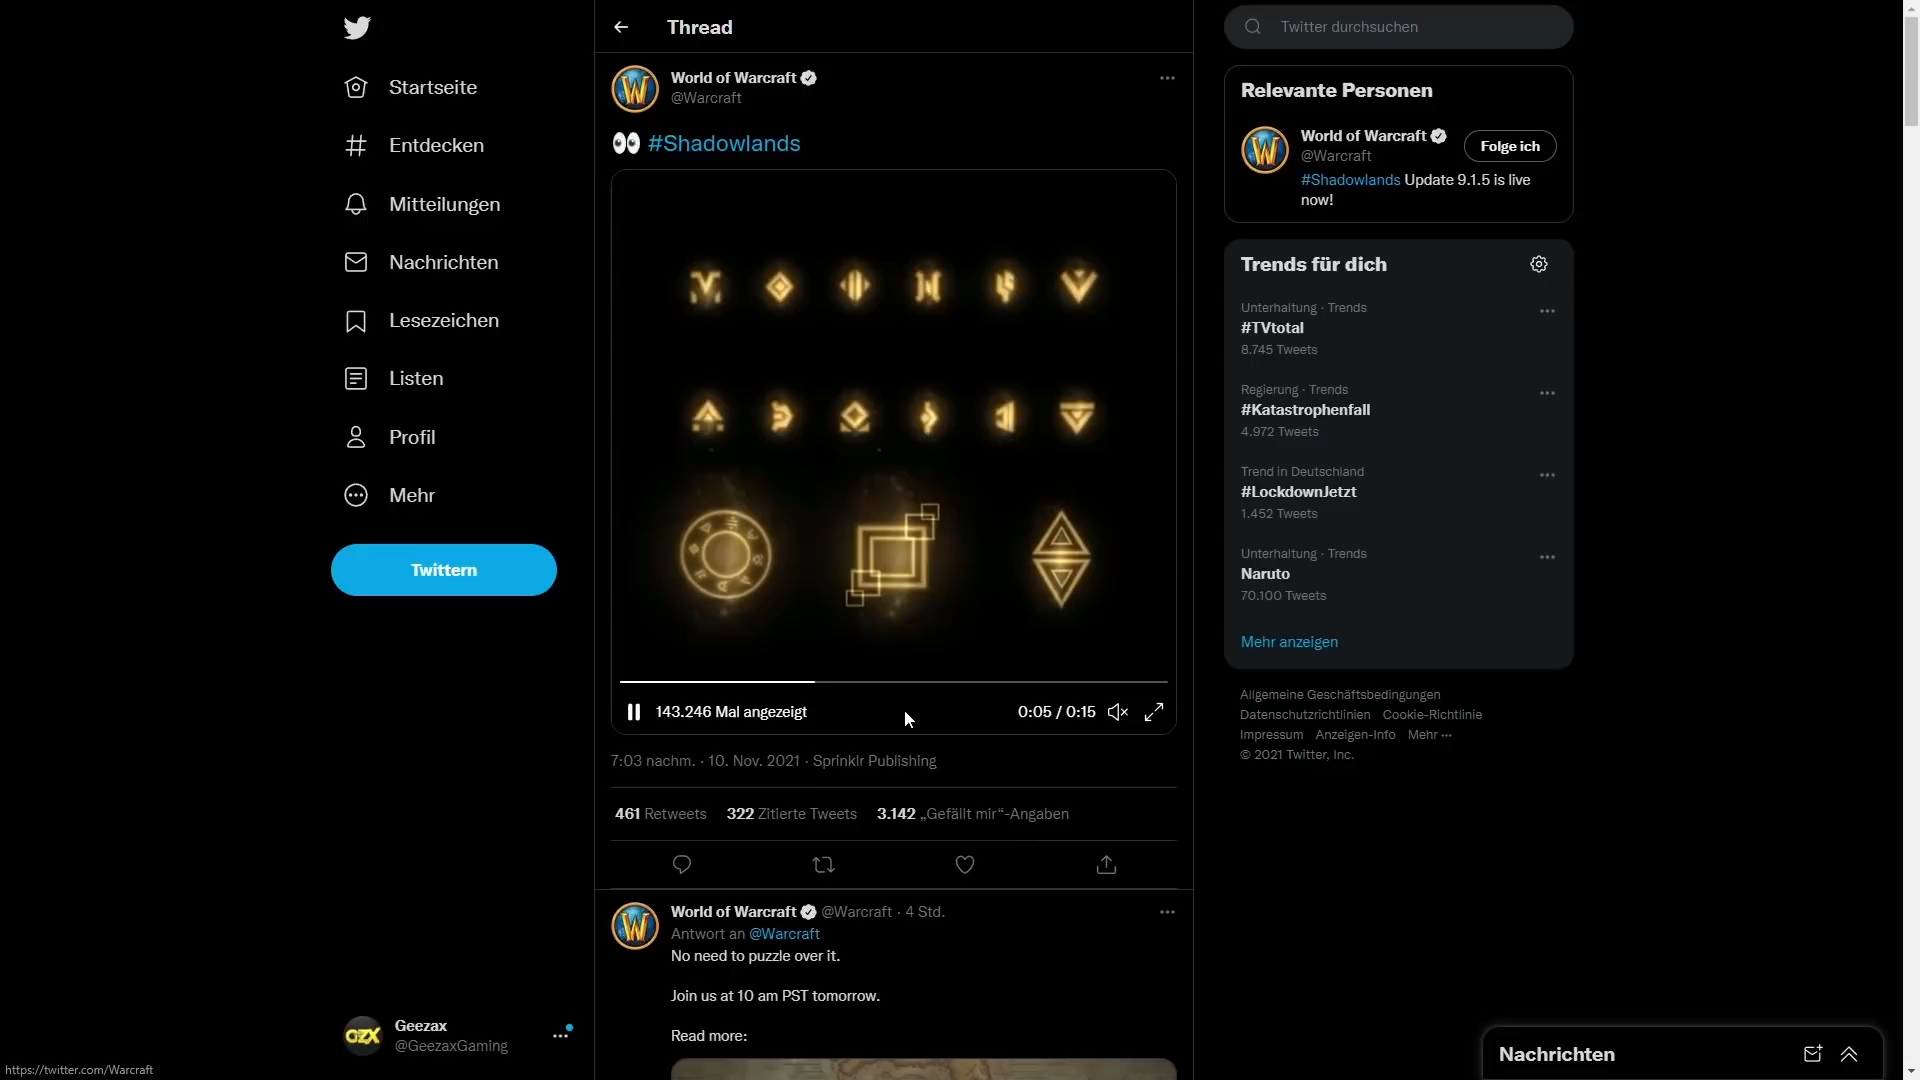 Startseite
Entdecken
Mitteilungen
Nachrichten
Lesezeichen
Listen
Profil
Mehr
Twittern
GZX
Geezax
@GeezaxGaming
https://twitter.com/Warcraft
Thread
World of Warcraft
@Warcraft
#Shadowlands
143.246 Mal angezeigt
0:05 / 0:15
7:03 nachm. · 10. Nov. 2021 · Sprinklr Publishing
461 Retweets 322 Zitierte Tweets 3.142 „Gefällt mir“-Angaben
World of Warcraft @Warcraft · 4 Std.
Antwort an @Warcraft
No need to puzzle over it.
Join us at 10 am PST tomorrow.
Read more:
Twitter durchsuchen
Relevante Personen
World of Warcraft
@Warcraft
Folge ich
#Shadowlands Update 9.1.5 is live
now!
Trends für dich
Unterhaltung · Trends
#TVtotal
8.745 Tweets
Regierung · Trends
#Katastrophenfall
4.972 Tweets
Trend in Deutschland
#LockdownJetzt
1.452 Tweets
Unterhaltung · Trends
Naruto
70.100 Tweets
Mehr anzeigen
Allgemeine Geschäftsbedingungen
Datenschutzrichtlinien Cookie-Richtlinie
Impressum Anzeigen-Info Mehr ···
© 2021 Twitter, Inc.
Nachrichten